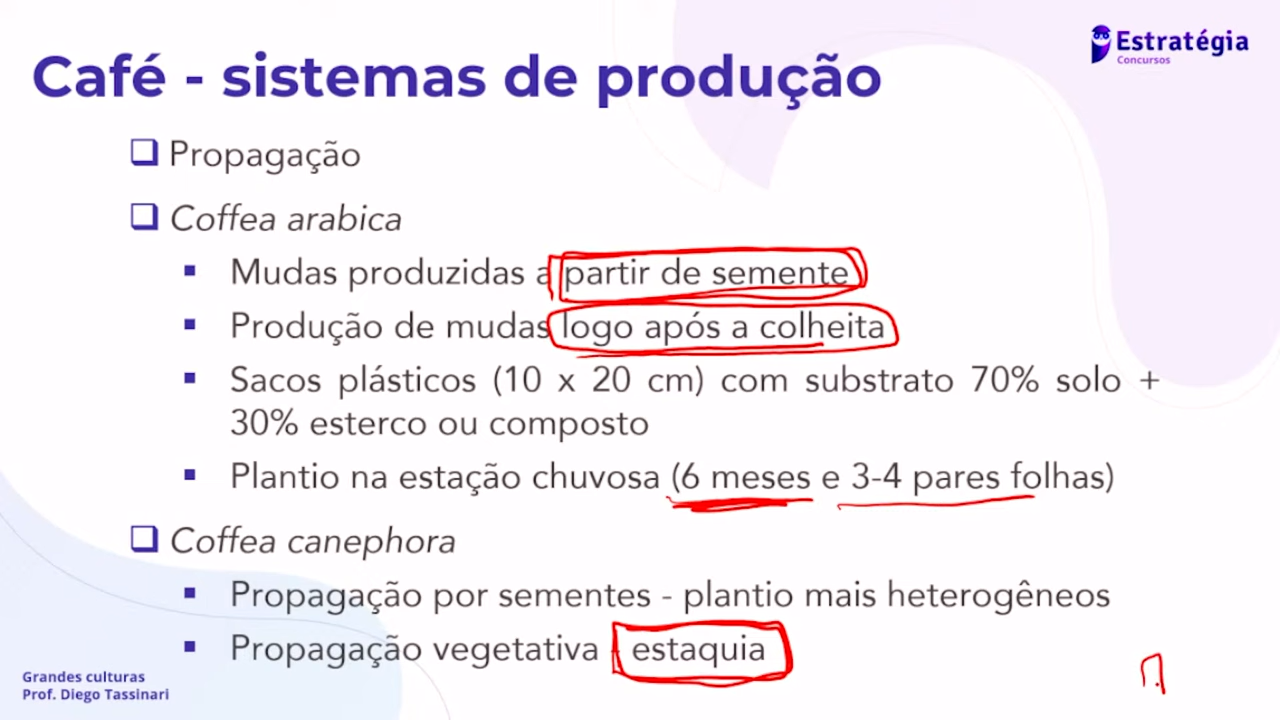 Estratégia
Concursos
Café - sistemas de produção
Propagação
Coffea arabica
Mudas produzidas a partir de semente
Produção de mudas logo após a colheita
Sacos plásticos (10 x 20 cm) com substrato 70% solo +
30% esterco ou composto
Plantio na estação chuvosa (6 meses e 3-4 pares folhas)
Coffea canephora
Propagação por sementes - plantio mais heterogêneos
Propagação vegetativa - estaquia
Grandes culturas
Prof. Diego Tassinari